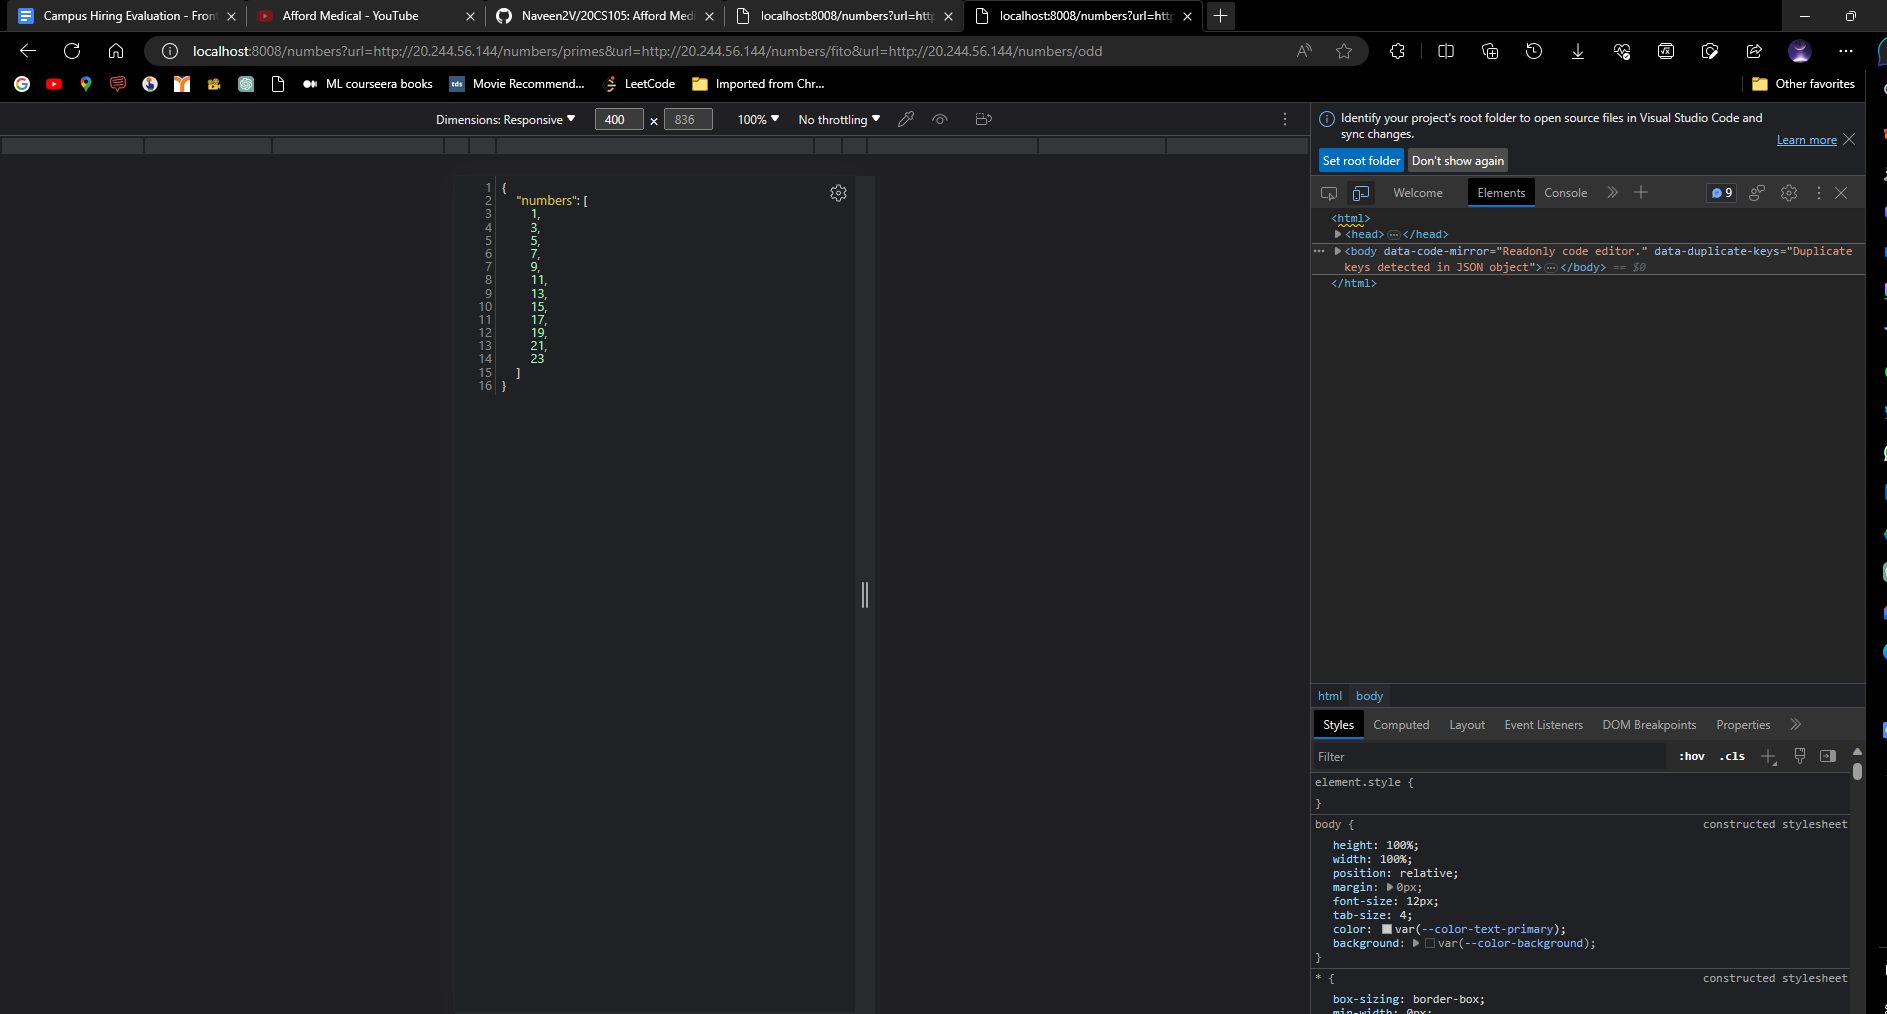 Campus Hiring Evaluation - Fron
Afford Medical - YouTube
Naveen2V/20CS105: Afford Medi
localhost:8008/numbers?url=http
localhost:8008/numbers?url=http
localhost:8008/numbers?url=http://20.244.56.144/numbers/primes&url=http://20.244.56.144/numbers/fito&url=http://20.244.56.144/numbers/odd
ML courseera books
tds Movie Recommend...
LeetCode
Imported from Chr...
Other favorites
Dimensions: Responsive 400 × 836 100% No throttling
1 {
2 "numbers": [
3 1,
4 3,
5 5,
6 7,
7 9,
8 11,
9 13,
10 15,
11 17,
12 19,
13 21,
14 23
15 ]
16 }
Identify your project's root folder to open source files in Visual Studio Code and
sync changes.
Learn more
Set root folder Don't show again
Welcome Elements Console 9
<html>
<head> ⋯ </head>
⋯ <body data-code-mirror="Readonly code editor." data-duplicate-keys="Duplicate
keys detected in JSON object"> ⋯ </body> == $0
</html>
html body
Styles Computed Layout Event Listeners DOM Breakpoints Properties
Filter :hov .cls
element.style {
}
body { constructed stylesheet
height: 100%;
width: 100%;
position: relative;
margin: 0px;
font-size: 12px;
tab-size: 4;
color: var(--color-text-primary);
background: var(--color-background);
}
* { constructed stylesheet
box-sizing: border-box;
min-width: 0px;